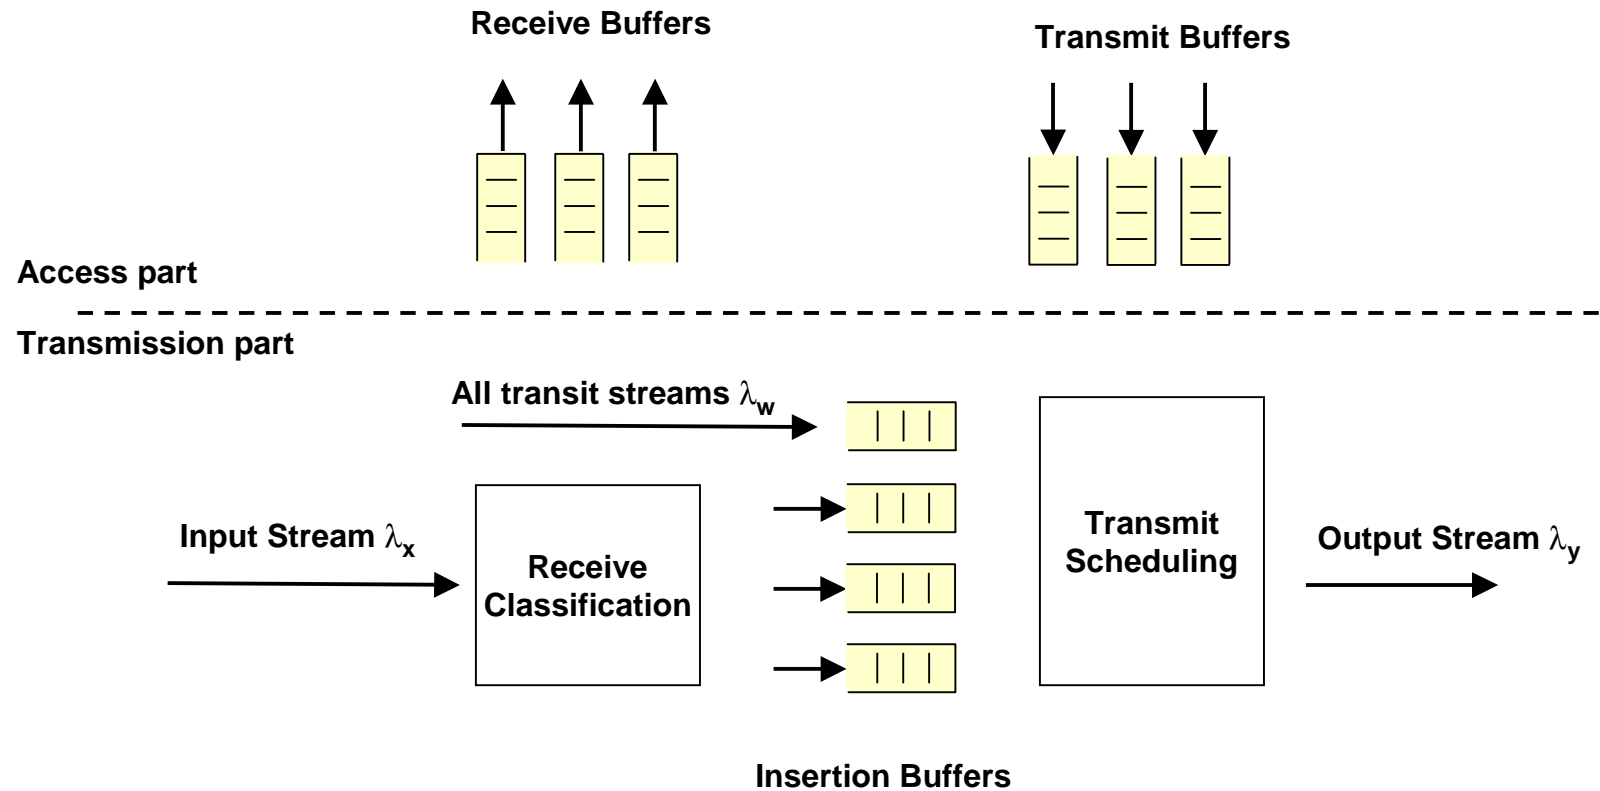 Receive Buffers
Transmit Buffers
Access part
Transmission part
All transit streams λw
Input Stream λx
Receive
Classification
Transmit
Scheduling
Output Stream λy
Insertion Buffers